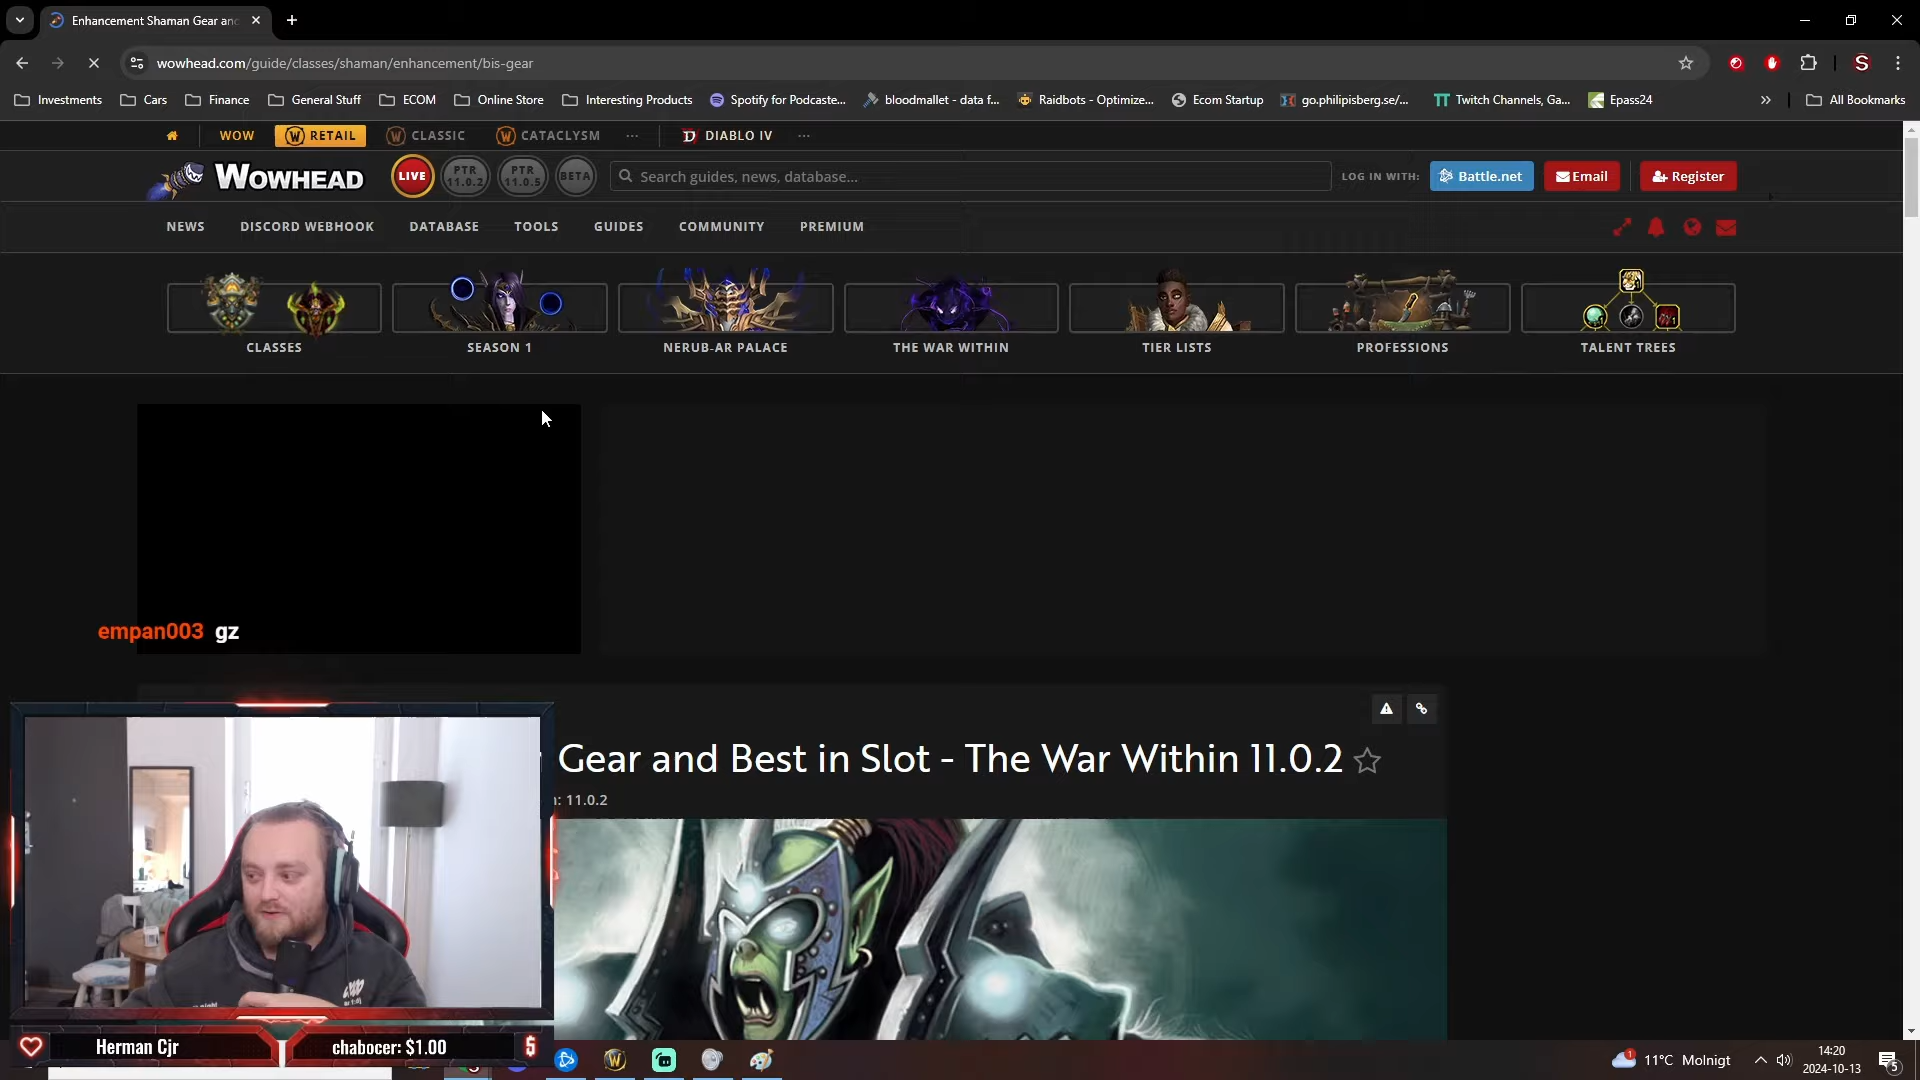 Enhancement Shaman Gear and
wowhead.com/guide/classes/shaman/enhancement/bis-gear
Investments Cars Finance General Stuff ECOM Online Store Interesting Products Spotify for Podcaste... bloodmallet - data f... Raidbots - Optimize... Ecom Startup go.philipisberg.se/... Twitch Channels, Ga... Epass24 » All Bookmarks
WOW RETAIL CLASSIC CATACLYSM ... DIABLO IV ...
WOWHEAD LIVE PTR 11.0.2 PTR 11.0.5 BETA Search guides, news, database... LOG IN WITH: Battle.net Email Register
NEWS DISCORD WEBHOOK DATABASE TOOLS GUIDES COMMUNITY PREMIUM
CLASSES SEASON 1 NERUB-AR PALACE THE WAR WITHIN TIER LISTS PROFESSIONS TALENT TREES
empan003 gz
Gear and Best in Slot - The War Within 11.0.2
: 11.0.2
Herman Cjr chabocer: $1.00 $
1 11°C Molnigt 14:20
2024-10-13 5